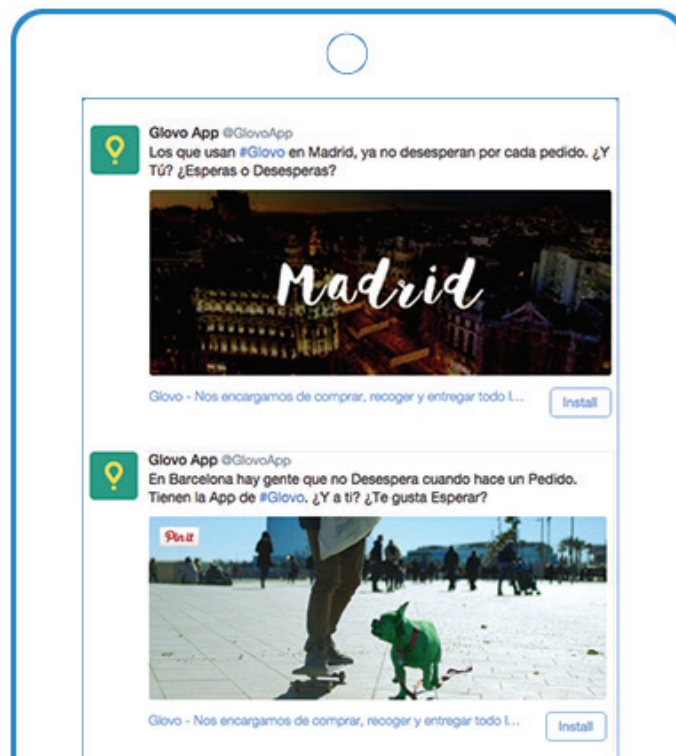 Glovo App @GlovoApp
Los que usan #Glovo en Madrid, ya no desesperan por cada pedido. ¿Y
Tú? ¿Esperas o Desesperas?
Madrid
Glovo - Nos encargamos de comprar, recoger y entregar todo l...
Install
Glovo App @GlovoApp
En Barcelona hay gente que no Desespera cuando hace un Pedido.
Tienen la App de #Glovo. ¿Y a ti? ¿Te gusta Esperar?
Pin it
Glovo - Nos encargamos de comprar, recoger y entregar todo l...
Install